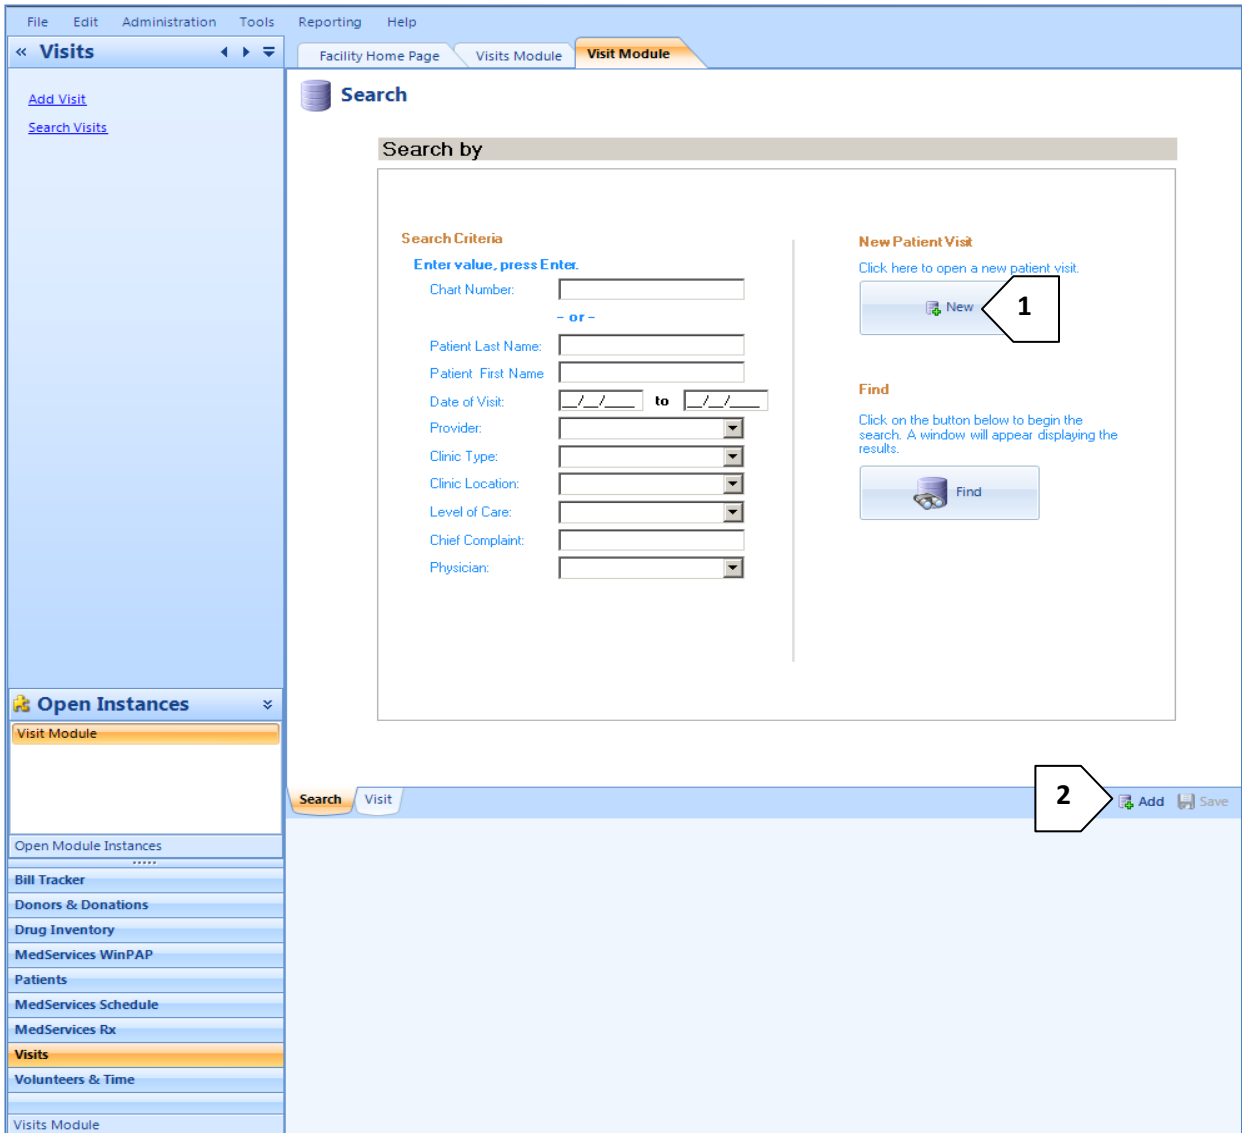 File Edit Administration Tools Reporting Help
« Visits
Facility Home Page Visits Module Visit Module
Add Visit
Search Visits
Search
Search by
Search Criteria
Enter value, press Enter.
Chart Number:
- or -
Patient Last Name:
Patient First Name
Date of Visit: __/__/____ to __/__/____
Provider:
Clinic Type:
Clinic Location:
Level of Care:
Chief Complaint:
Physician:
New Patient Visit
Click here to open a new patient visit.
New 1
Find
Click on the button below to begin the
search. A window will appear displaying the
results.
Find
Open Instances
Visit Module
Open Module Instances
Bill Tracker
Donors & Donations
Drug Inventory
MedServices WinPAP
Patients
MedServices Schedule
MedServices Rx
Visits
Volunteers & Time
Visits Module
Search Visit 2 Add Save